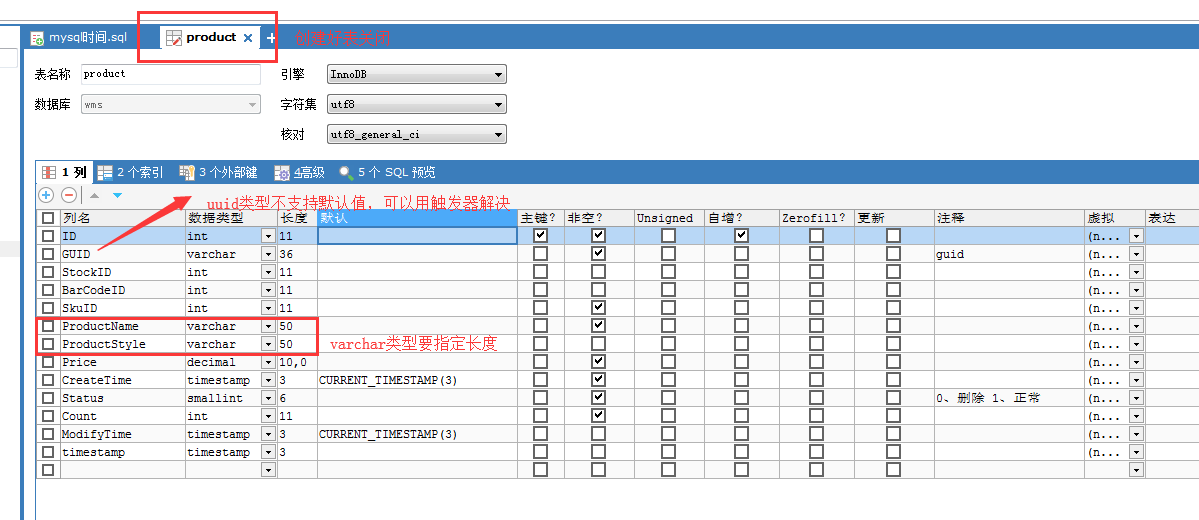 mysql时间.sql
product
表名称 product 引擎 InnoDB
数据库 wms 字符集 utf8
核对 utf8_general_ci
1 列 2 个索引 3 个外部键 4高级 5 个 SQL 预览
uuid类型不支持默认值，可以用触发器解决
列名 数据类型 长度 默认 主键? 非空? Unsigned 自增? Zerofill? 更新 注释 虚拟 表达
ID int 11 (n...
GUID varchar 36 guid (n...
StockID int 11 (n...
BarCodeID int 11 (n...
SkuID int 11 (n...
ProductName varchar 50 (n...
ProductStyle varchar 50 (n...
varchar类型要指定长度
Price decimal 10,0 (n...
CreateTime timestamp 3 CURRENT_TIMESTAMP(3) (n...
Status smallint 6 0、删除 1、正常 (n...
Count int 11 (n...
ModifyTime timestamp 3 CURRENT_TIMESTAMP(3) (n...
timestamp timestamp 3 (n...